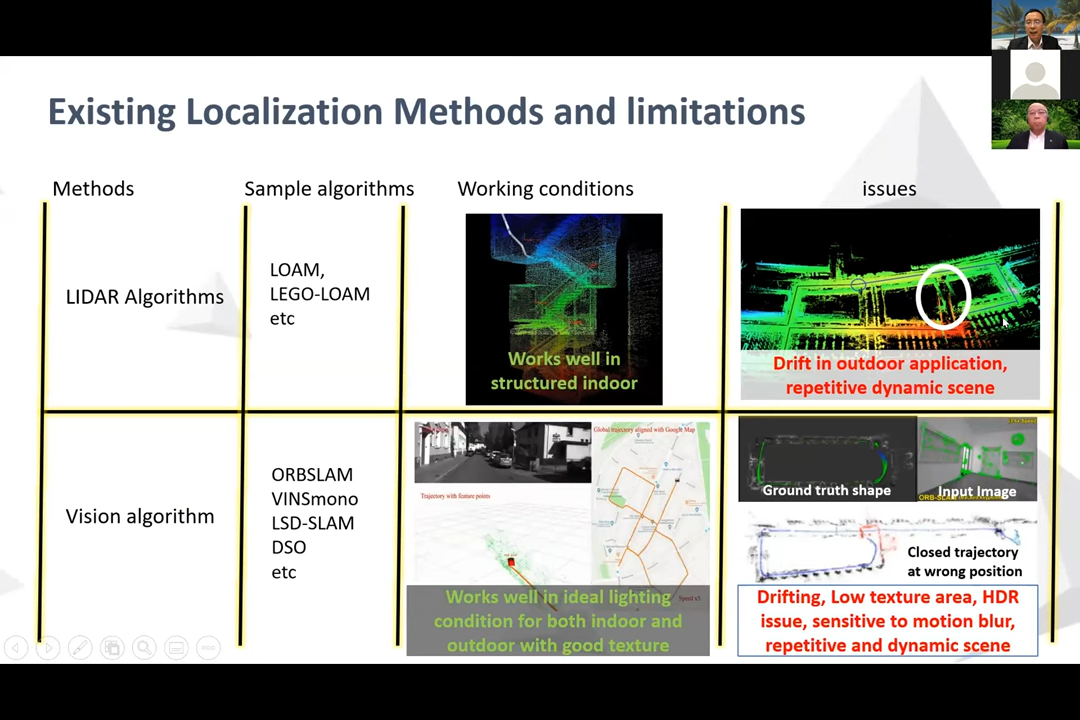 Existing Localization Methods and limitations
Methods
Sample algorithms
Working conditions
issues
LIDAR Algorithms
LOAM,
LEGO-LOAM
etc
Works well in
structured indoor
Drift in outdoor application,
repetitive dynamic scene
Vision algorithm
ORBSLAM
VINSmono
LSD-SLAM
DSO
etc
Global trajectory aligned with Google Map
Trajectory with feature points
Works well in ideal lighting
condition for both indoor and
outdoor with good texture
Ground truth shape
Input Image
Closed trajectory
at wrong position
Drifting, Low texture area, HDR
issue, sensitive to motion blur,
repetitive and dynamic scene